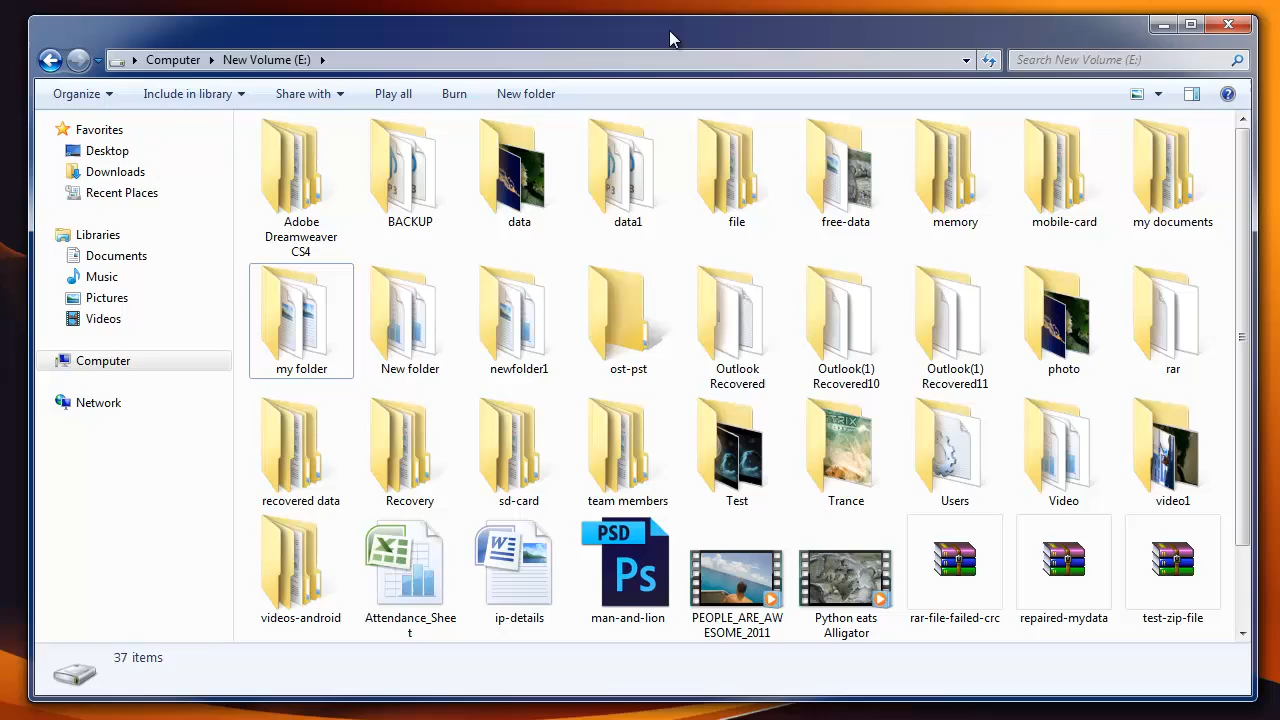 Computer
New Volume (E:)
Search New Volume (E:)
Organize
Include in library
Share with
Play all
Burn
New folder
Favorites
Desktop
Downloads
Recent Places
Libraries
Documents
Music
Pictures
Videos
Computer
Network
Adobe
Dreamweaver
CS4
BACKUP
data
data1
file
free-data
memory
mobile-card
my documents
my folder
New folder
newfolder1
ost-pst
Outlook
Recovered
Outlook(1)
Recovered10
Outlook(1)
Recovered11
photo
rar
recovered data
Recovery
sd-card
team members
Test
Trance
Users
Video
video1
videos-android
Attendance_Shee
t
ip-details
PSD
Ps
man-and-lion
PEOPLE_ARE_AW
ESOME_2011
Python eats
Alligator
rar-file-failed-crc
repaired-mydata
test-zip-file
37 items